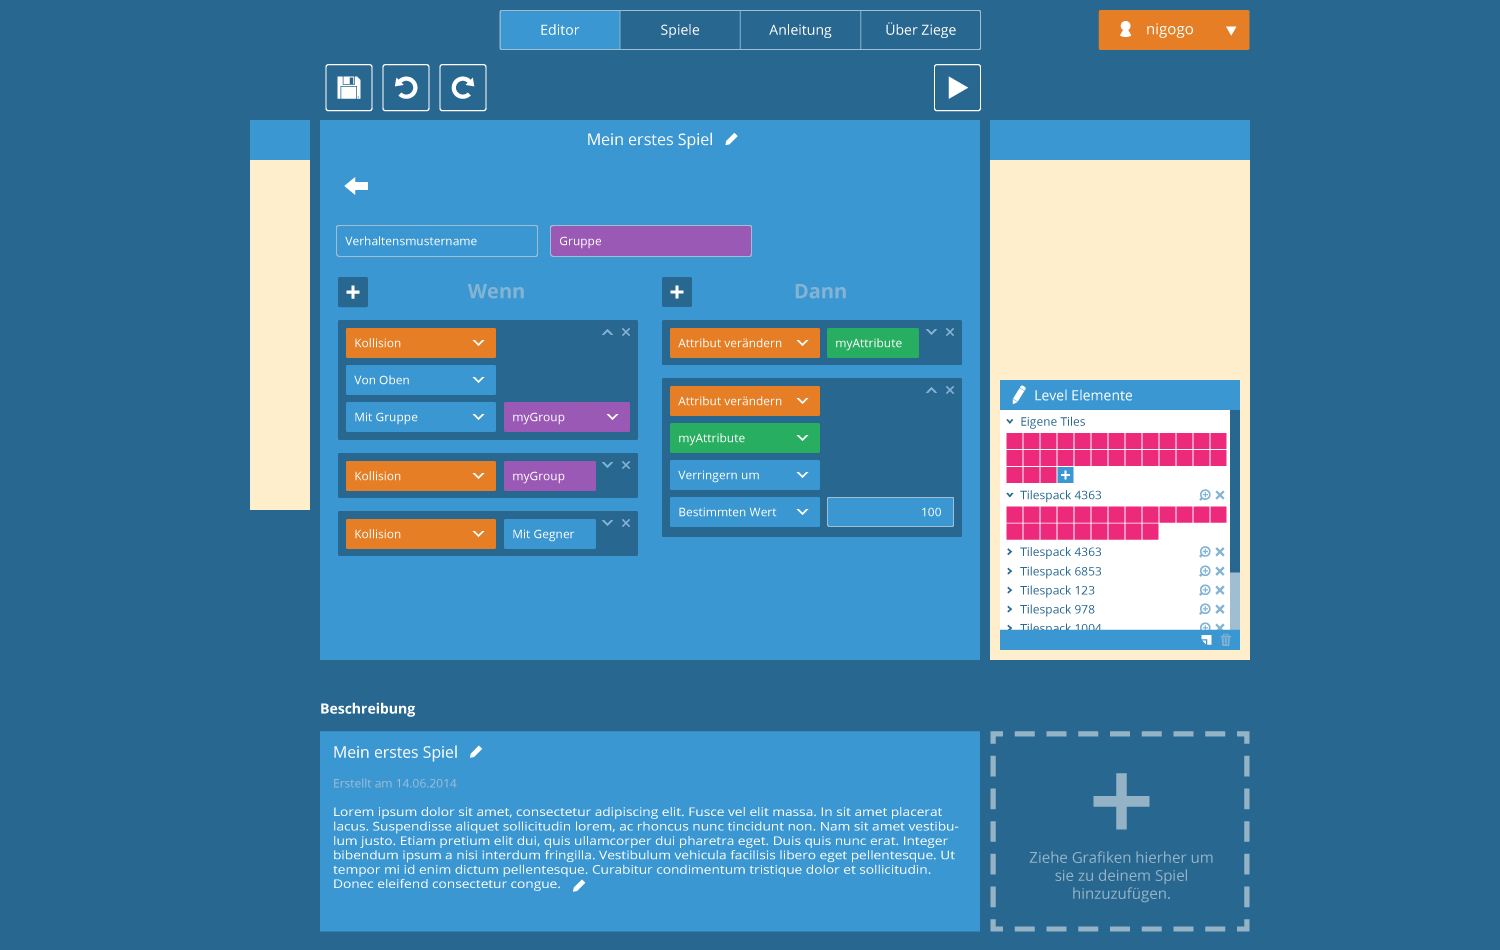 Editor
Spiele
Anleitung
Über Ziege
nigogo
Mein erstes Spiel
Verhaltensmustername
Gruppe
Wenn
Kollision
Von Oben
Mit Gruppe
myGroup
Kollision
myGroup
Kollision
Mit Gegner
Dann
Attribut verändern
myAttribute
Attribut verändern
myAttribute
Verringern um
Bestimmten Wert
100
Level Elemente
Eigene Tiles
Tilespack 4363
Tilespack 4363
Tilespack 6853
Tilespack 123
Tilespack 978
Tilespack 1004
Beschreibung
Mein erstes Spiel
Erstellt am 14.06.2014
Lorem ipsum dolor sit amet, consectetur adipiscing elit. Fusce vel elit massa. In sit amet placerat
lacus. Suspendisse aliquet sollicitudin lorem, ac rhoncus nunc tincidunt non. Nam sit amet vestibu-
lum justo. Etiam pretium elit dui, quis ullamcorper dui pharetra eget. Duis quis nunc erat. Integer
bibendum ipsum a nisi interdum fringilla. Vestibulum vehicula facilisis libero eget pellentesque. Ut
tempor mi id enim dictum pellentesque. Curabitur condimentum tristique dolor et sollicitudin.
Donec eleifend consectetur congue.
Ziehe Grafiken hierher um
sie zu deinem Spiel
hinzuzufügen.